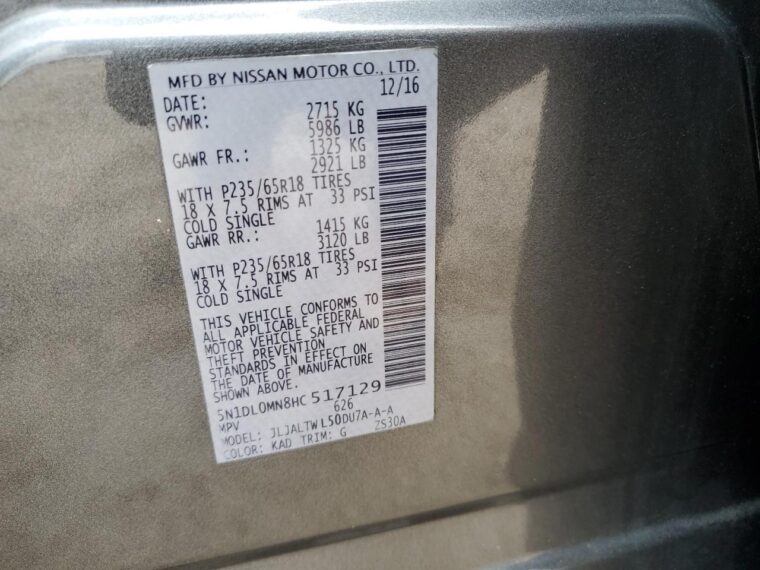 MFD BY NISSAN MOTOR CO., LTD.
DATE: 12/16
GVWR: 2715 KG
5986 LB
GAWR FR.: 1325 KG
2921 LB
WITH P235/65R18 TIRES
18 X 7.5 RIMS AT 33 PSI
COLD SINGLE
GAWR RR.: 1415 KG
3120 LB
WITH P235/65R18 TIRES
18 X 7.5 RIMS AT 33 PSI
COLD SINGLE
THIS VEHICLE CONFORMS TO
ALL APPLICABLE FEDERAL
MOTOR VEHICLE SAFETY AND
THEFT PREVENTION
STANDARDS IN EFFECT ON
THE DATE OF MANUFACTURE
SHOWN ABOVE.
5N1DL0MN8HC 517129
MPV 626
MODEL: JLJALTWL50DU7A-A-A
COLOR: KAD TRIM: G ZS30A